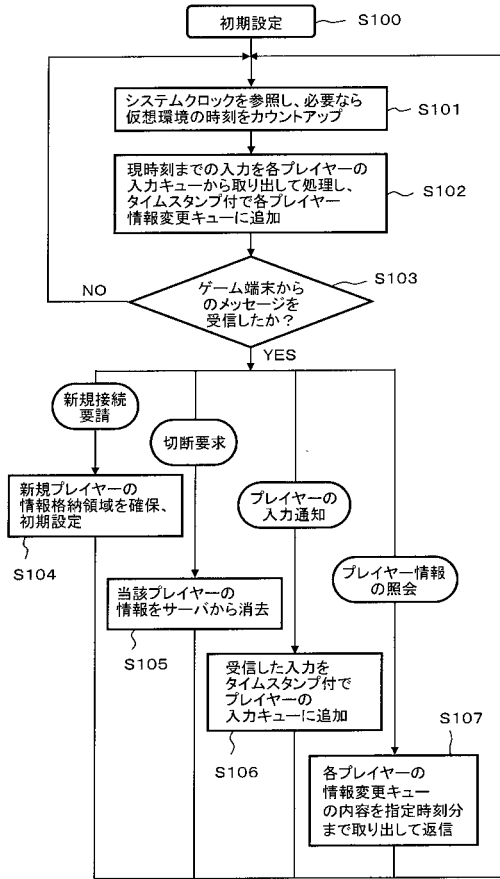 初期設定
S100
システムクロックを参照し、必要なら
仮想環境の時刻をカウントアップ
S101
現時刻までの入力を各プレイヤーの
入力キューから取り出して処理し、
タイムスタンプ付で各プレイヤー
情報変更キューに追加
S102
ゲーム端末から
のメッセージを
受信したか？
S103
NO
YES
新規接続
要請
切断要求
プレイヤーの
入力通知
プレイヤー情報
の照会
新規プレイヤーの
情報格納領域を確保、
初期設定
S104
当該プレイヤーの
情報をサーバから消去
S105
受信した入力を
タイムスタンプ付で
プレイヤーの
入力キューに追加
S106
S107
各プレイヤーの
情報変更キュー
の内容を指定時刻分
まで取り出して返信